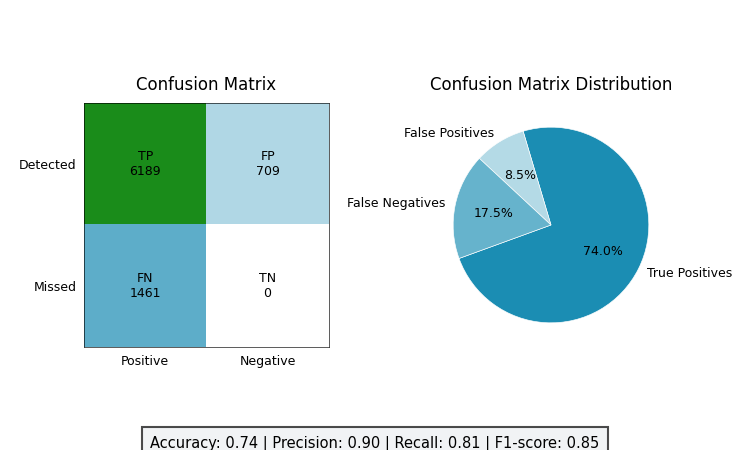 Confusion Matrix
Detected
Missed
TP
6189
FP
709
FN
1461
TN
0
Positive
Negative
Confusion Matrix Distribution
False Positives
8.5%
False Negatives
17.5%
74.0%
True Positives
Accuracy: 0.74 | Precision: 0.90 | Recall: 0.81 | F1-score: 0.85